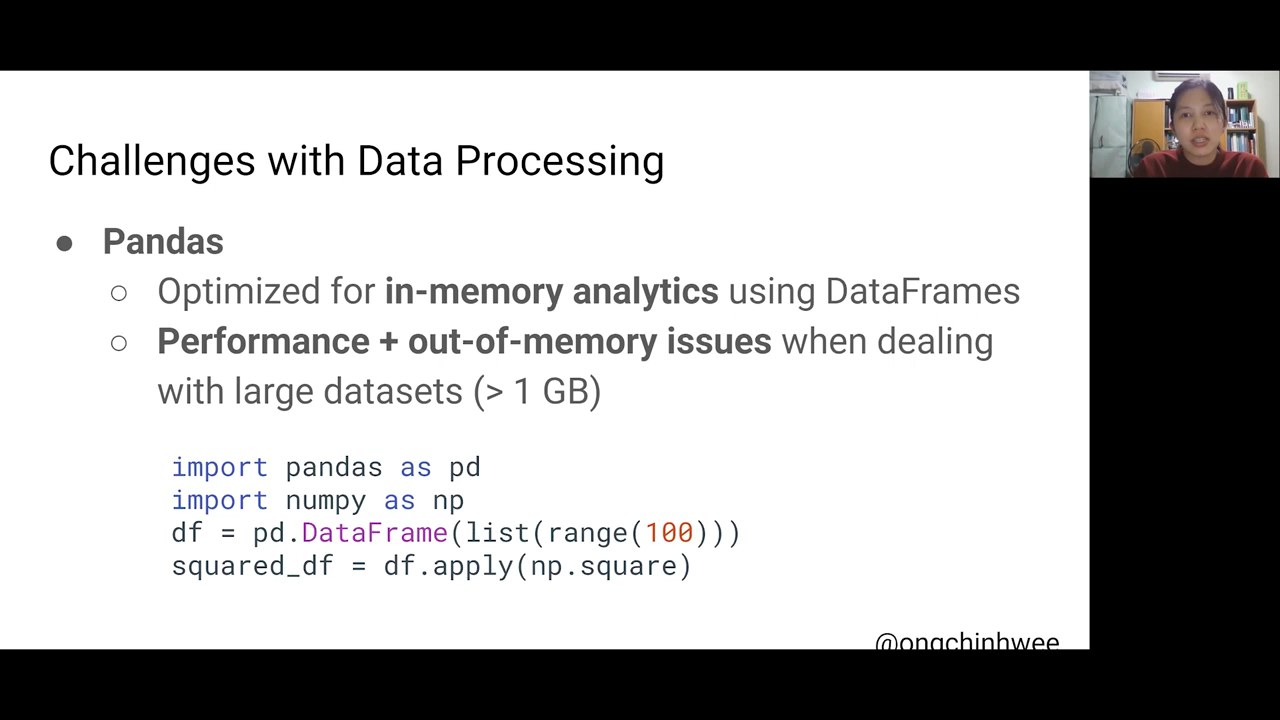 Challenges with Data Processing
● Pandas
○ Optimized for in-memory analytics using DataFrames
○ Performance + out-of-memory issues when dealing
with large datasets (> 1 GB)
import pandas as pd
import numpy as np
df = pd.DataFrame(list(range(100)))
squared_df = df.apply(np.square)
@ongchinhwee